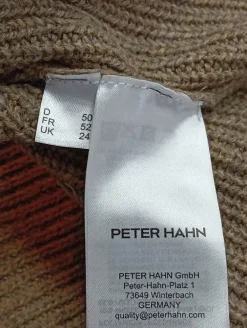 D 50
FR 52
UK 24
PETER HAHN
PETER HAHN GmbH
Peter-Hahn-Platz 1
73649 Winterbach
GERMANY
quality@peterhahn.com